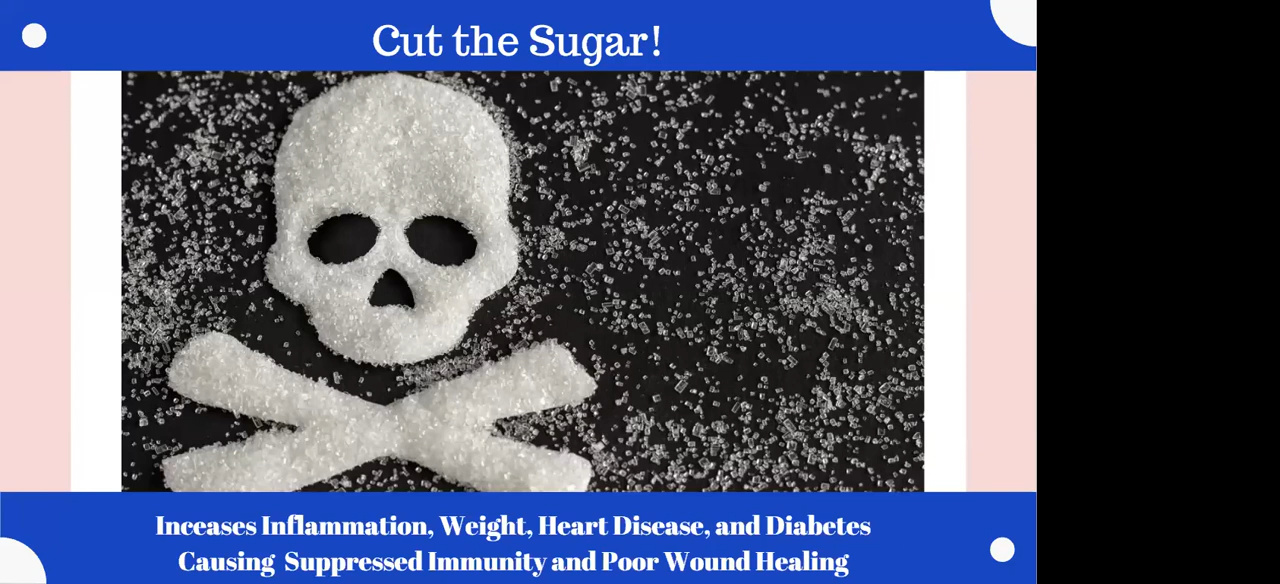 Cut the Sugar!
Inceases Inflammation, Weight, Heart Disease, and Diabetes
Causing Suppressed Immunity and Poor Wound Healing